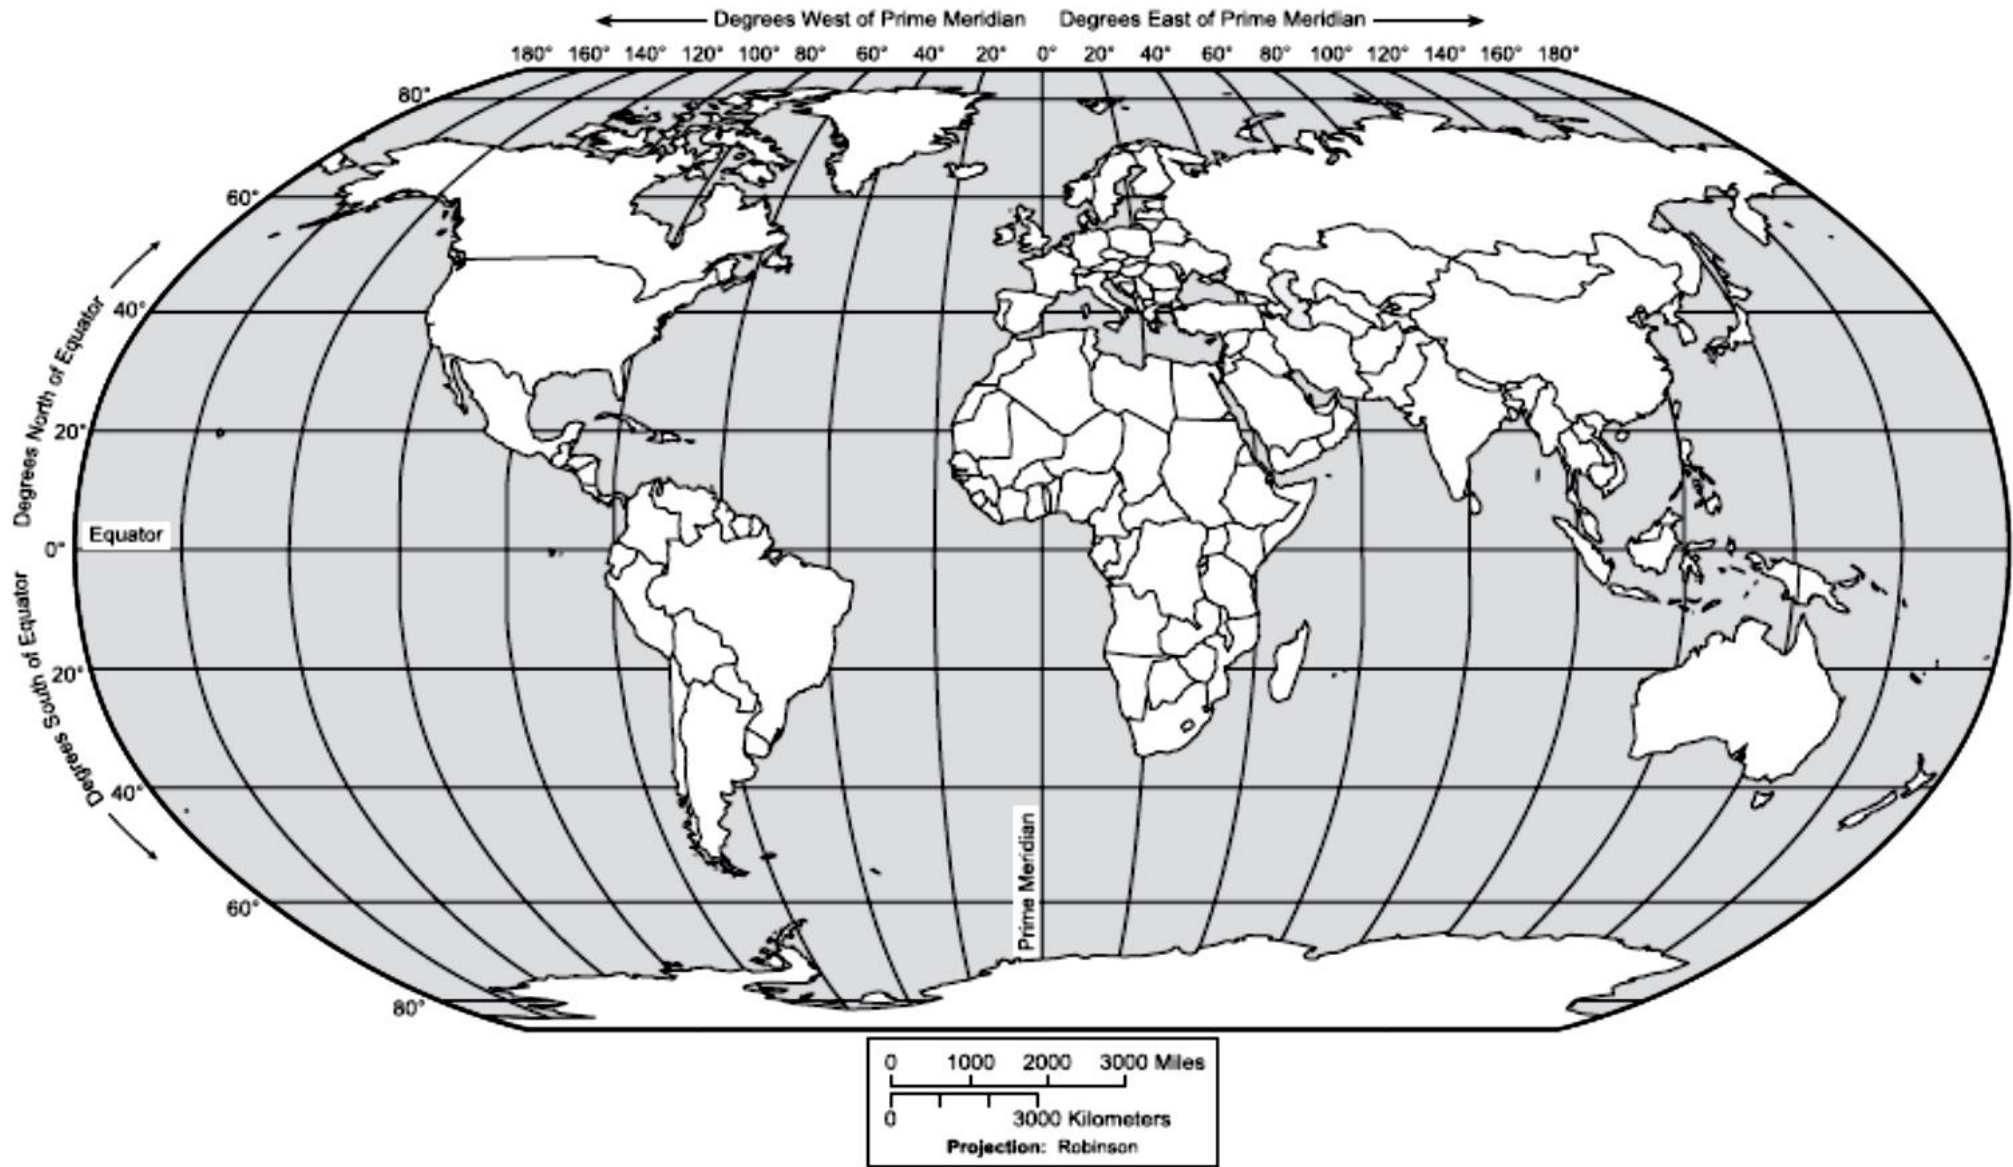 Degrees West of Prime Meridian Degrees East of Prime Meridian
180° 160° 140° 120° 100° 80° 60° 40° 20° 0° 20° 40° 60° 80° 100° 120° 140° 160° 180°
80°
60°
40°
20°
Degrees North of Equator
Equator
0°
Degrees South of Equator
20°
40°
60°
80°
Prime Meridian
0 1000 2000 3000 Miles
0 3000 Kilometers
Projection: Robinson